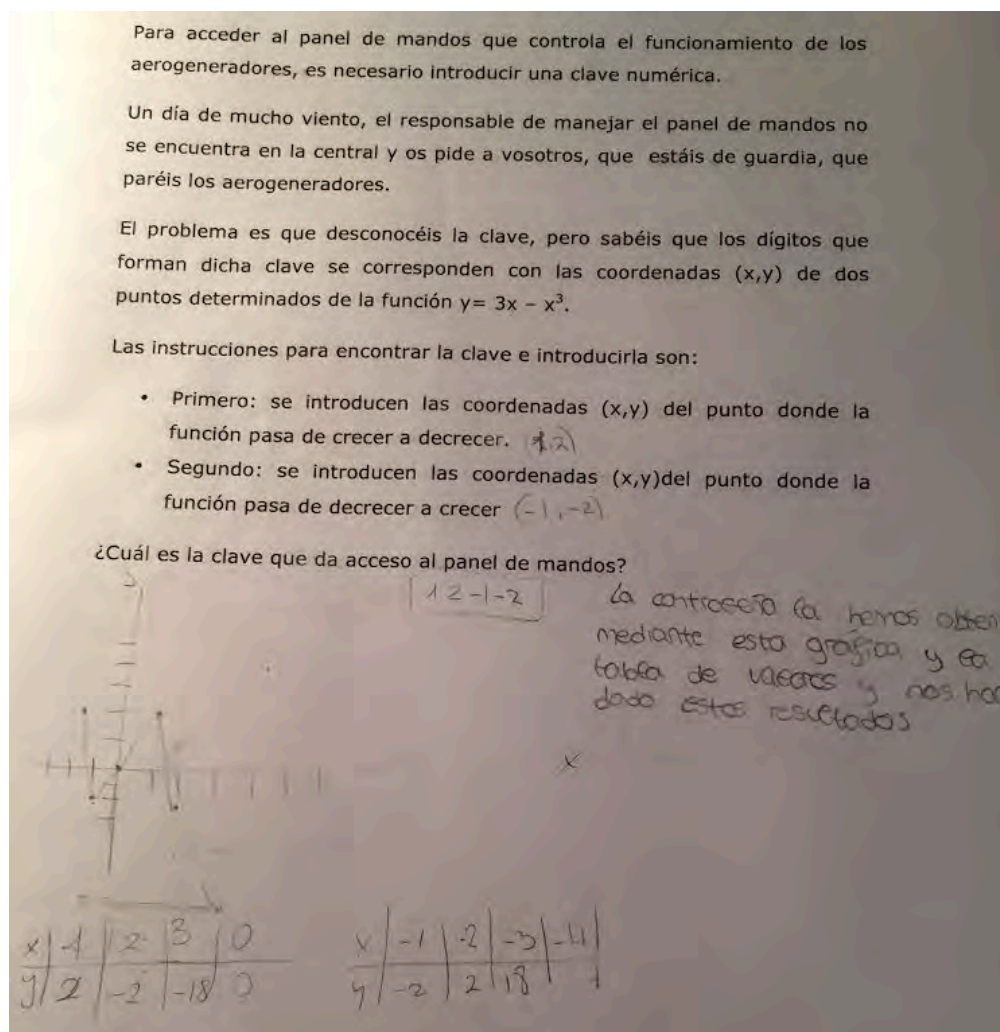 Para acceder al panel de mandos que controla el funcionamiento de los
aerogeneradores, es necesario introducir una clave numérica.
Un día de mucho viento, el responsable de manejar el panel de mandos no
se encuentra en la central y os pide a vosotros, que estáis de guardia, que
paréis los aerogeneradores.
El problema es que desconocéis la clave, pero sabéis que los dígitos que
forman dicha clave se corresponden con las coordenadas (x,y) de dos
puntos determinados de la función y= 3x – x³.
Las instrucciones para encontrar la clave e introducirla son:
• Primero: se introducen las coordenadas (x,y) del punto donde la
función pasa de crecer a decrecer. (1,2)
• Segundo: se introducen las coordenadas (x,y)del punto donde la
función pasa de decrecer a crecer (-1,-2)
¿Cuál es la clave que da acceso al panel de mandos?
1 2 -1 -2
La hemos
mediante esta gráfica y la
tabla de valores y nos
dado estos resultados
x
x | 1 | 2 | 3 | 0
y | 2 | -2 | -18 | 0
x | -1 | -2 | -3 | -4
y | -2 | 2 | 18